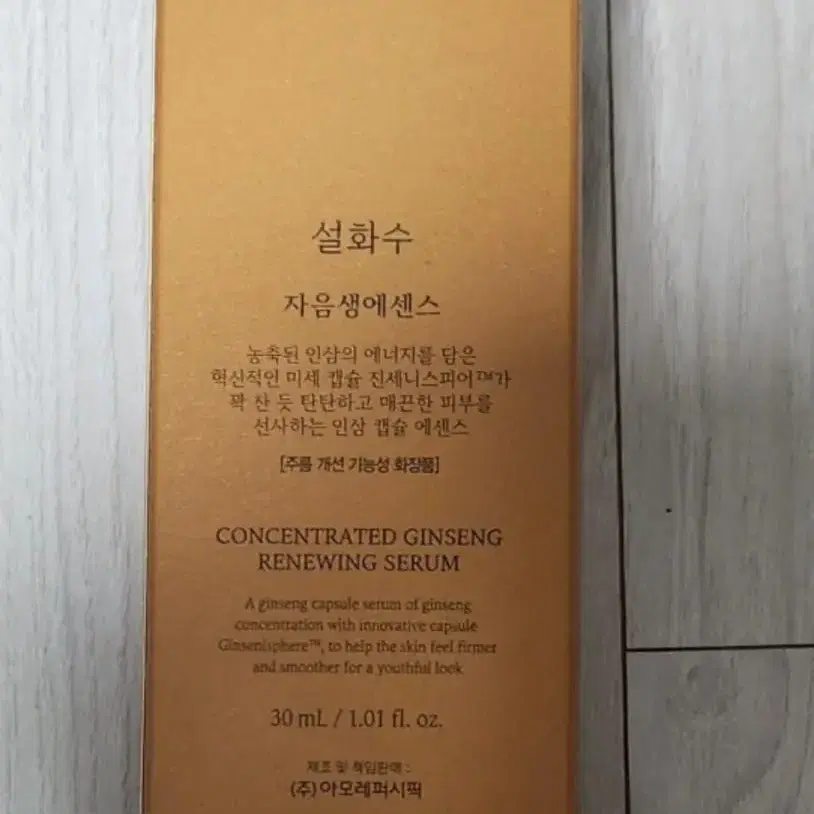 설화수
자음생에센스
농축된 인삼의 에너지를 담은
혁신적인 미세 캡슐 진세니스피어™가
꽉 찬 듯 탄탄하고 매끈한 피부를
선사하는 인삼 캡슐 에센스
[주름 개선 기능성 화장품]
CONCENTRATED GINSENG
RENEWING SERUM
A ginseng capsule serum of ginseng
concentration with innovative capsule
Ginsenisphere™, to help the skin feel firmer
and smoother for a youthful look
30 mL / 1.01 fl. oz.
제조 및 책임판매 :
(주)아모레퍼시픽